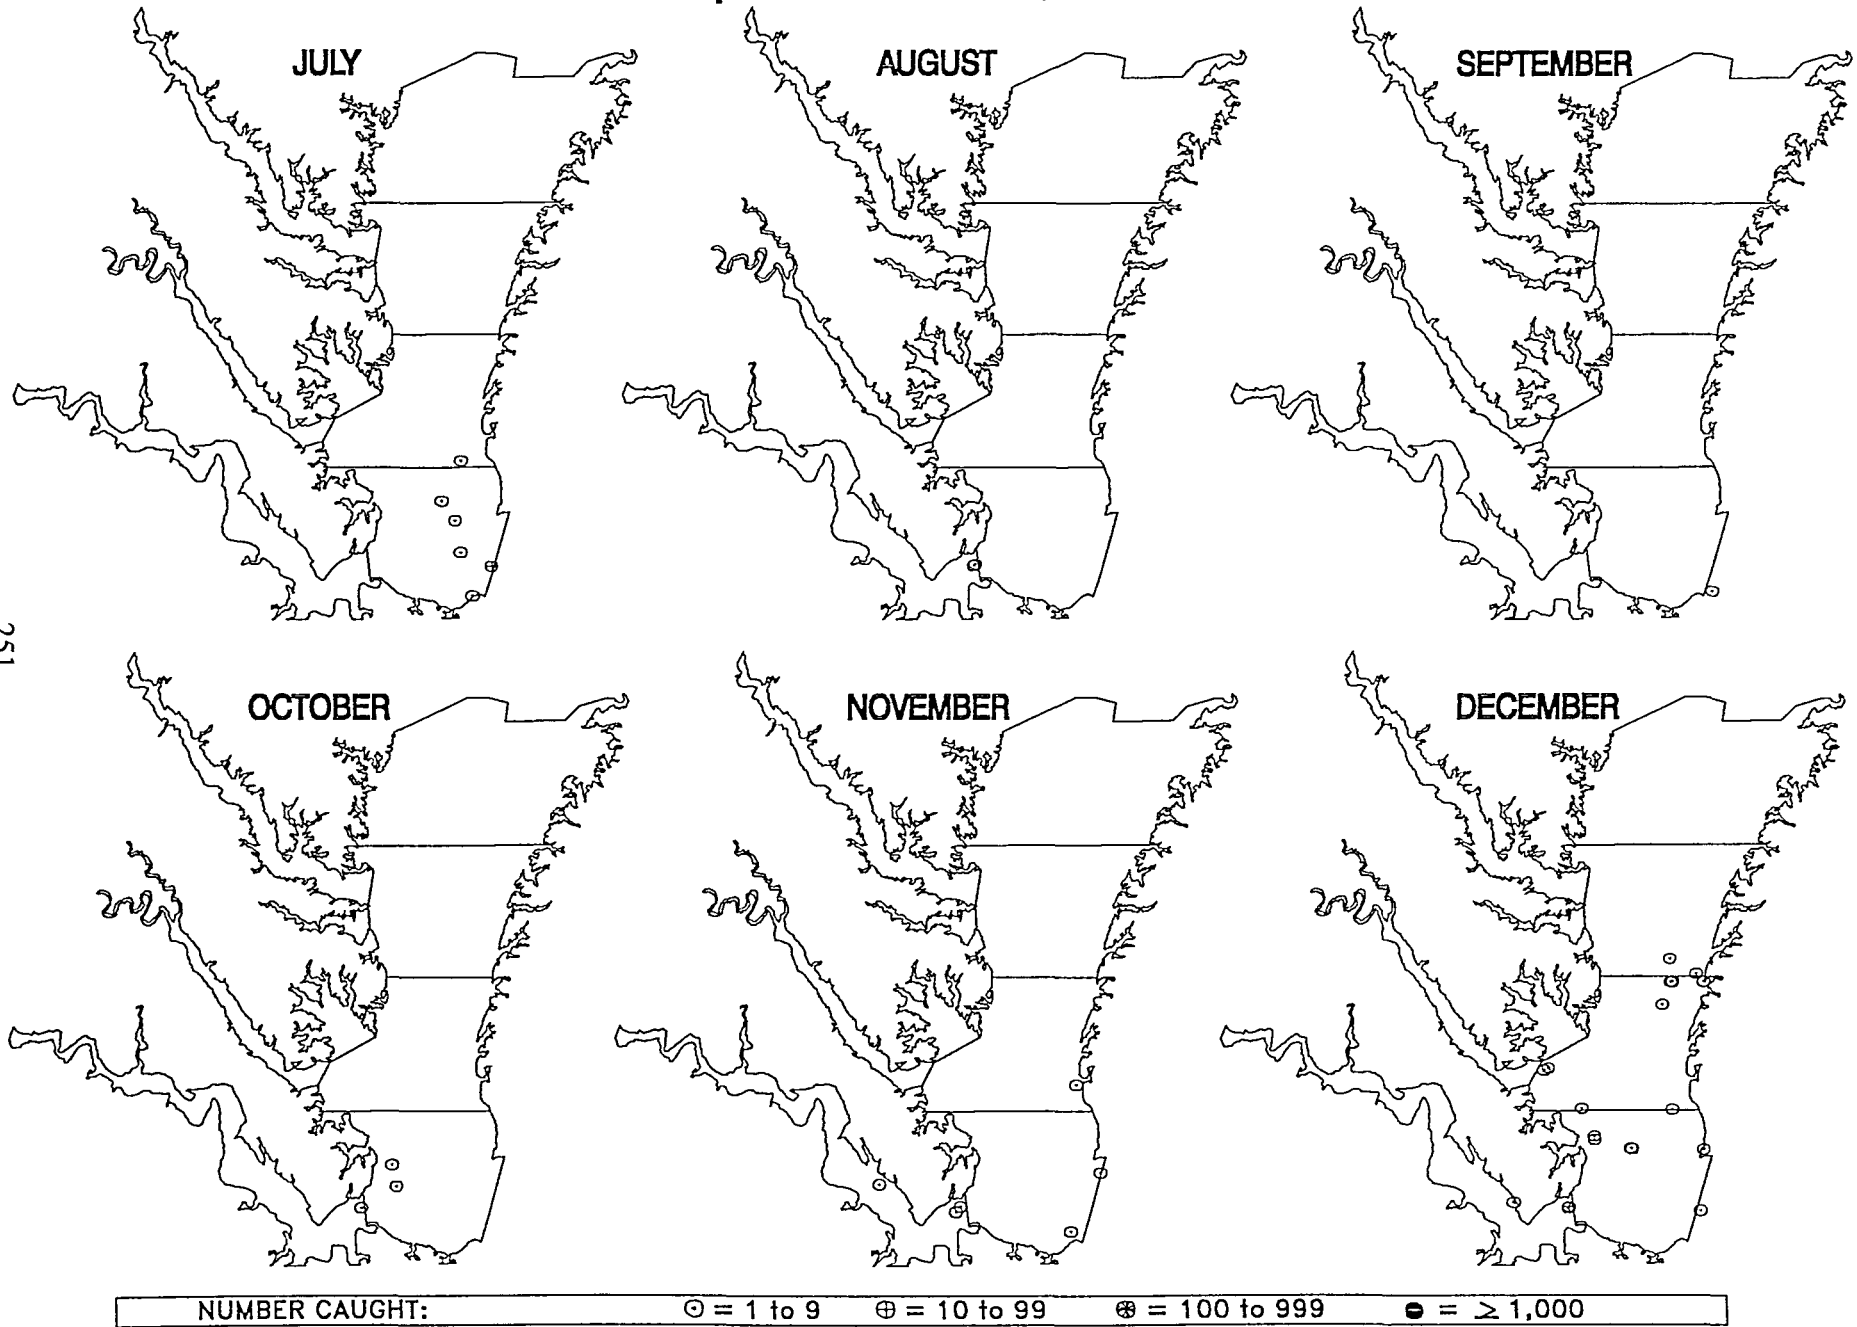 JULY
AUGUST
SEPTEMBER
251
OCTOBER
NOVEMBER
DECEMBER
NUMBER CAUGHT: ⊙ = 1 to 9 ⊕ = 10 to 99 ⊛ = 100 to 999 ⊖ = ≥ 1,000